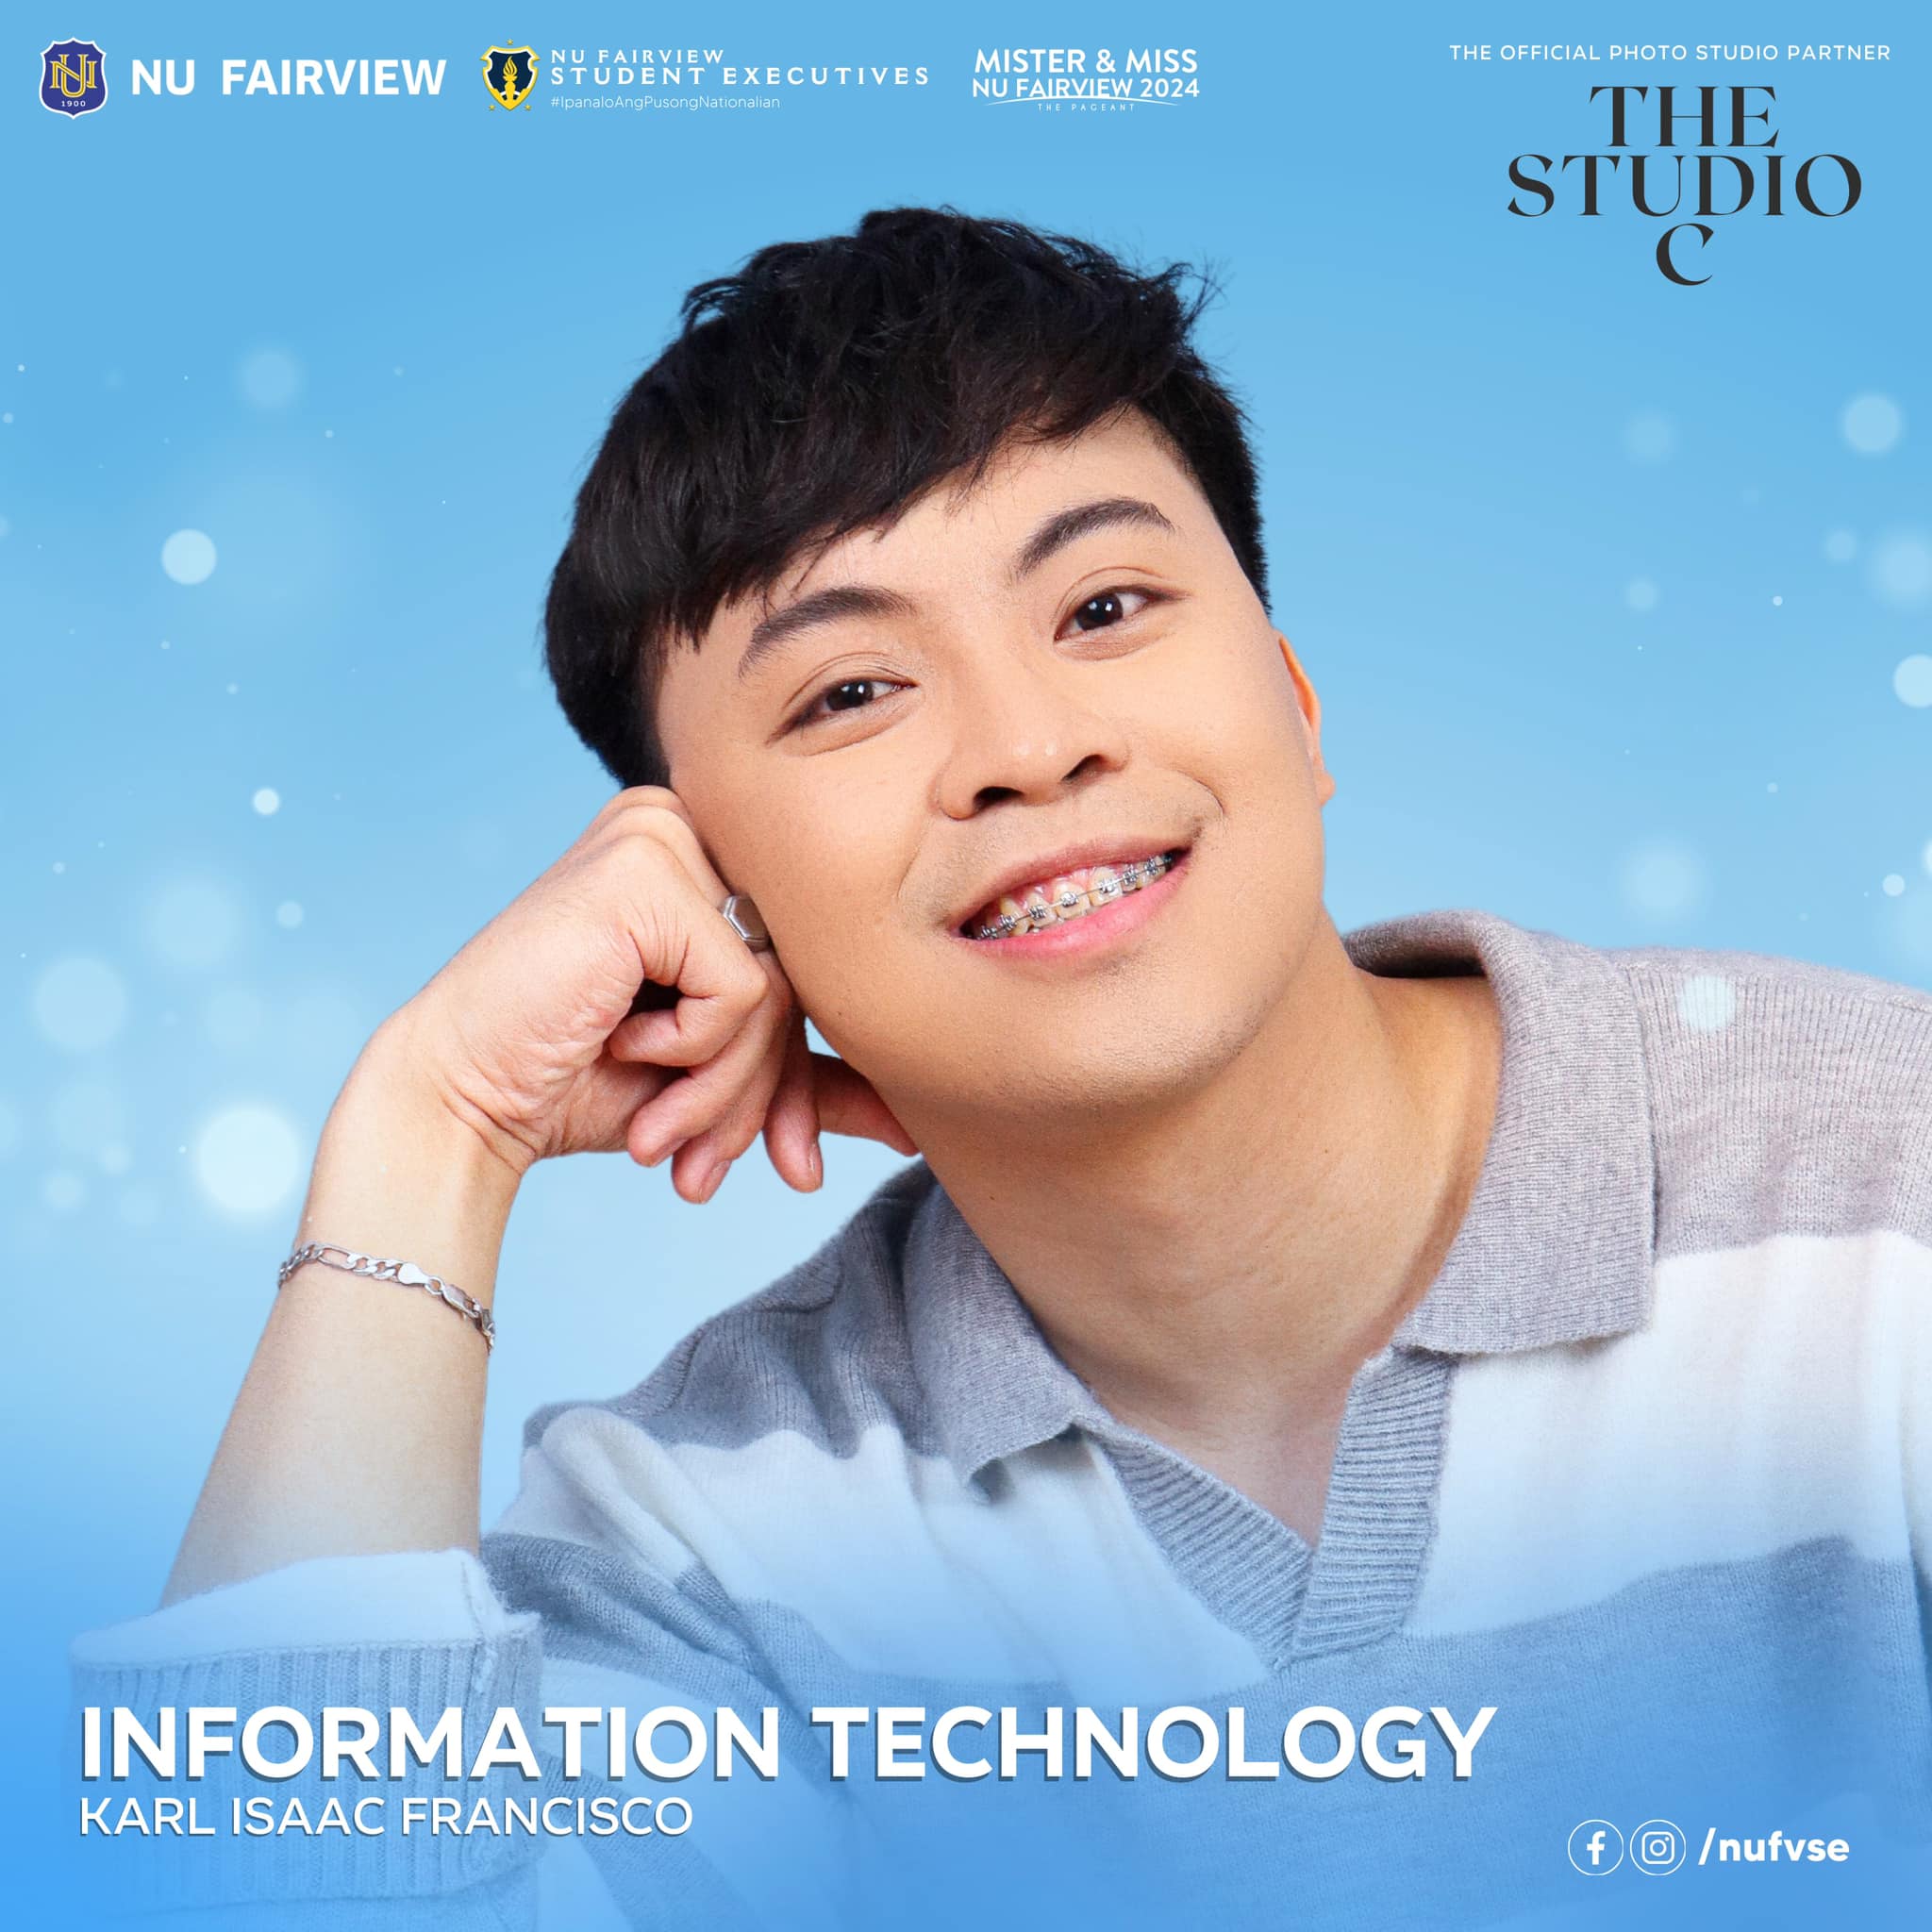 NU FAIRVIEW
1900
NU FAIRVIEW
STUDENT EXECUTIVES
#IpanaloAngPusongNationalian
MISTER & MISS
NU FAIRVIEW 2024
THE PAGEANT
THE OFFICIAL PHOTO STUDIO PARTNER
THE
STUDIO
C
INFORMATION TECHNOLOGY
KARL ISAAC FRANCISCO
/nufvse